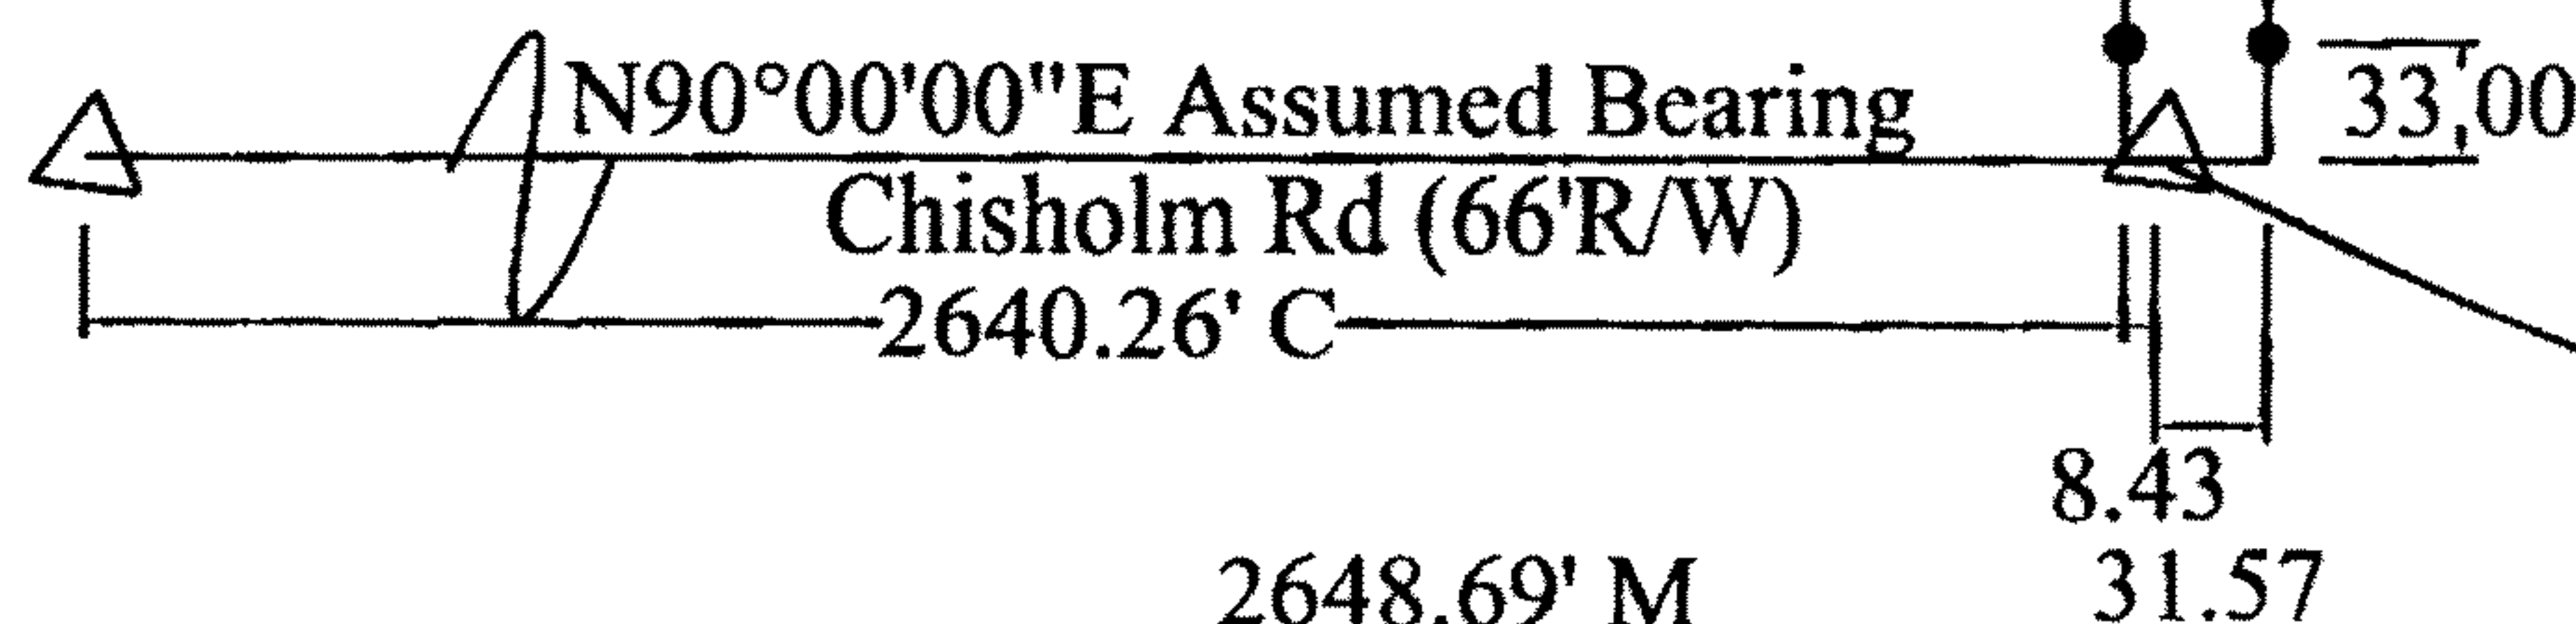 N90°00'00"E Assumed Bearing
33.00'
Chisholm Rd (66'R/W)
2640.26' C
8.43
2648.69' M
31.57